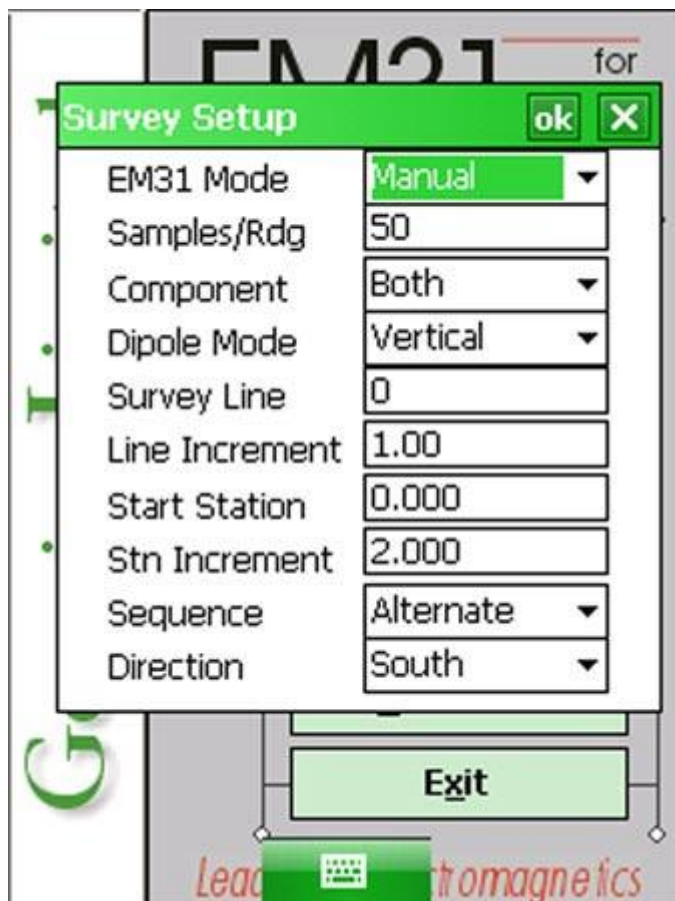 EM31
for
Survey Setup ok X
EM31 Mode Manual
Samples/Rdg 50
Component Both
Dipole Mode Vertical
Survey Line 0
Line Increment 1.00
Start Station 0.000
Stn Increment 2.000
Sequence Alternate
Direction South
Exit